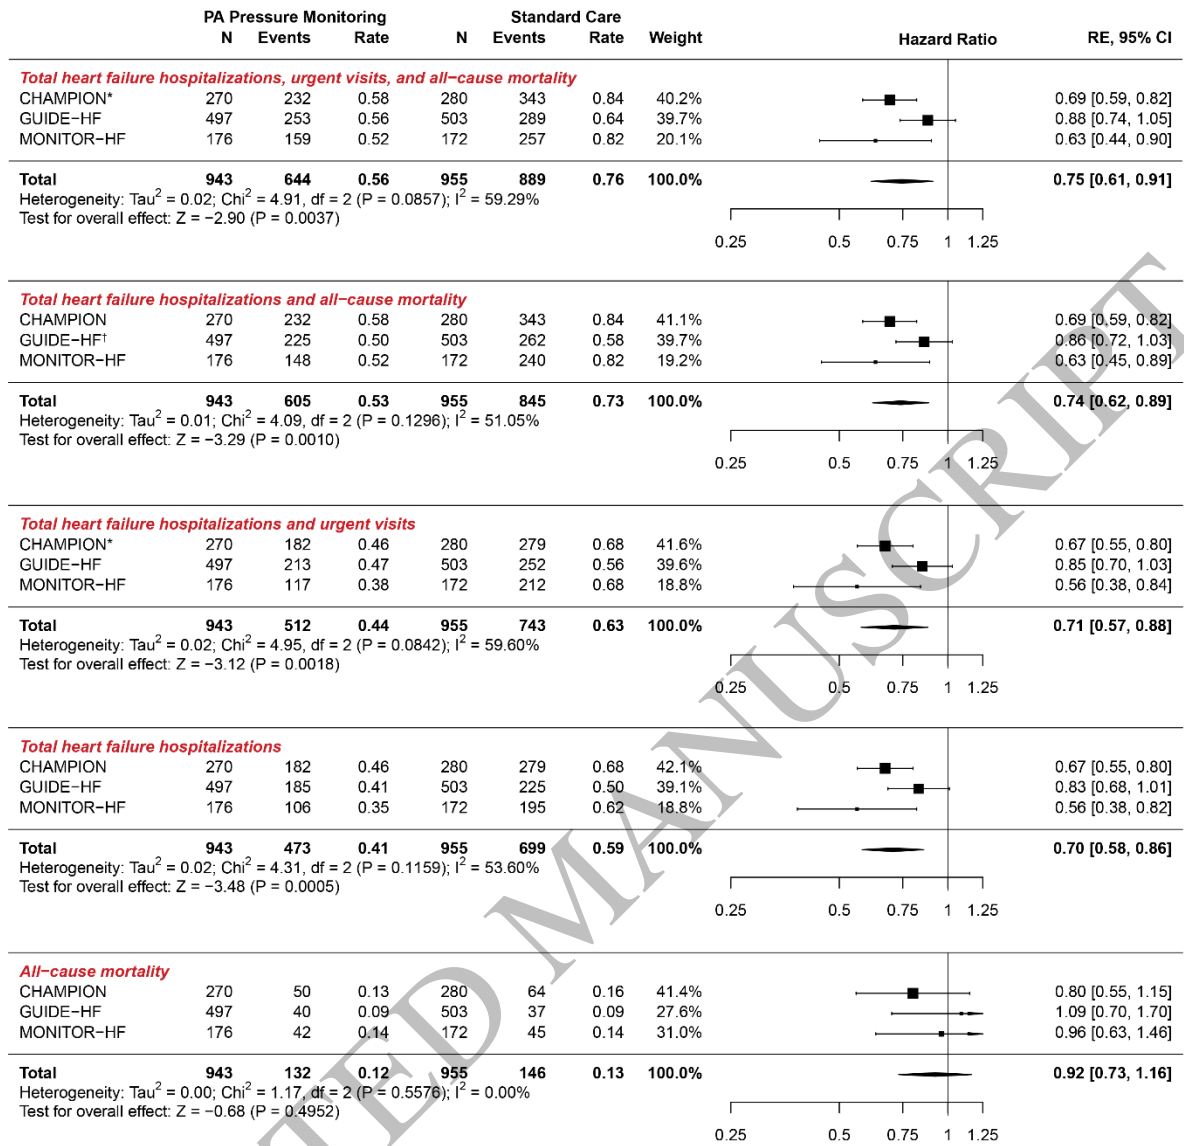 PA Pressure Monitoring Standard Care
N Events Rate N Events Rate Weight Hazard Ratio RE, 95% CI
Total heart failure hospitalizations, urgent visits, and all−cause mortality
CHAMPION* 270 232 0.58 280 343 0.84 40.2% 0.69 [0.59, 0.82]
GUIDE−HF 497 253 0.56 503 289 0.64 39.7% 0.88 [0.74, 1.05]
MONITOR−HF 176 159 0.52 172 257 0.82 20.1% 0.63 [0.44, 0.90]
Total 943 644 0.56 955 889 0.76 100.0% 0.75 [0.61, 0.91]
Heterogeneity: Tau² = 0.02; Chi² = 4.91, df = 2 (P = 0.0857); I² = 59.29%
Test for overall effect: Z = −2.90 (P = 0.0037)
0.25 0.5 0.75 1 1.25
Total heart failure hospitalizations and all−cause mortality
CHAMPION 270 232 0.58 280 343 0.84 41.1% 0.69 [0.59, 0.82]
GUIDE−HF† 497 225 0.50 503 262 0.58 39.7% 0.86 [0.72, 1.03]
MONITOR−HF 176 148 0.52 172 240 0.82 19.2% 0.63 [0.45, 0.89]
Total 943 605 0.53 955 845 0.73 100.0% 0.74 [0.62, 0.89]
Heterogeneity: Tau² = 0.01; Chi² = 4.09, df = 2 (P = 0.1296); I² = 51.05%
Test for overall effect: Z = −3.29 (P = 0.0010)
0.25 0.5 0.75 1 1.25
Total heart failure hospitalizations and urgent visits
CHAMPION* 270 182 0.46 280 279 0.68 41.6% 0.67 [0.55, 0.80]
GUIDE−HF 497 213 0.47 503 252 0.56 39.6% 0.85 [0.70, 1.03]
MONITOR−HF 176 117 0.38 172 212 0.68 18.8% 0.56 [0.38, 0.84]
Total 943 512 0.44 955 743 0.63 100.0% 0.71 [0.57, 0.88]
Heterogeneity: Tau² = 0.02; Chi² = 4.95, df = 2 (P = 0.0842); I² = 59.60%
Test for overall effect: Z = −3.12 (P = 0.0018)
0.25 0.5 0.75 1 1.25
Total heart failure hospitalizations
CHAMPION 270 182 0.46 280 279 0.68 42.1% 0.67 [0.55, 0.80]
GUIDE−HF 497 185 0.41 503 225 0.50 39.1% 0.83 [0.68, 1.01]
MONITOR−HF 176 106 0.35 172 195 0.62 18.8% 0.56 [0.38, 0.82]
Total 943 473 0.41 955 699 0.59 100.0% 0.70 [0.58, 0.86]
Heterogeneity: Tau² = 0.02; Chi² = 4.31, df = 2 (P = 0.1159); I² = 53.60%
Test for overall effect: Z = −3.48 (P = 0.0005)
0.25 0.5 0.75 1 1.25
All−cause mortality
CHAMPION 270 50 0.13 280 64 0.16 41.4% 0.80 [0.55, 1.15]
GUIDE−HF 497 40 0.09 503 37 0.09 27.6% 1.09 [0.70, 1.70]
MONITOR−HF 176 42 0.14 172 45 0.14 31.0% 0.96 [0.63, 1.46]
Total 943 132 0.12 955 146 0.13 100.0% 0.92 [0.73, 1.16]
Heterogeneity: Tau² = 0.00; Chi² = 1.17, df = 2 (P = 0.5576); I² = 0.00%
Test for overall effect: Z = −0.68 (P = 0.4952)
0.25 0.5 0.75 1 1.25
TED MANUSCRIPT